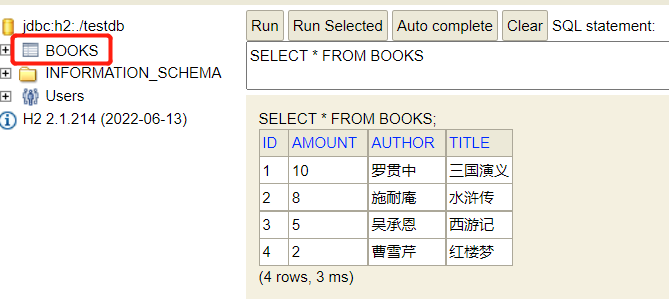 jdbc:h2:./testdb
BOOKS
INFORMATION_SCHEMA
Users
H2 2.1.214 (2022-06-13)
Run Run Selected Auto complete Clear SQL statement:
SELECT * FROM BOOKS
SELECT * FROM BOOKS;
ID AMOUNT AUTHOR TITLE
1 10 罗贯中 三国演义
2 8 施耐庵 水浒传
3 5 吴承恩 西游记
4 2 曹雪芹 红楼梦
(4 rows, 3 ms)